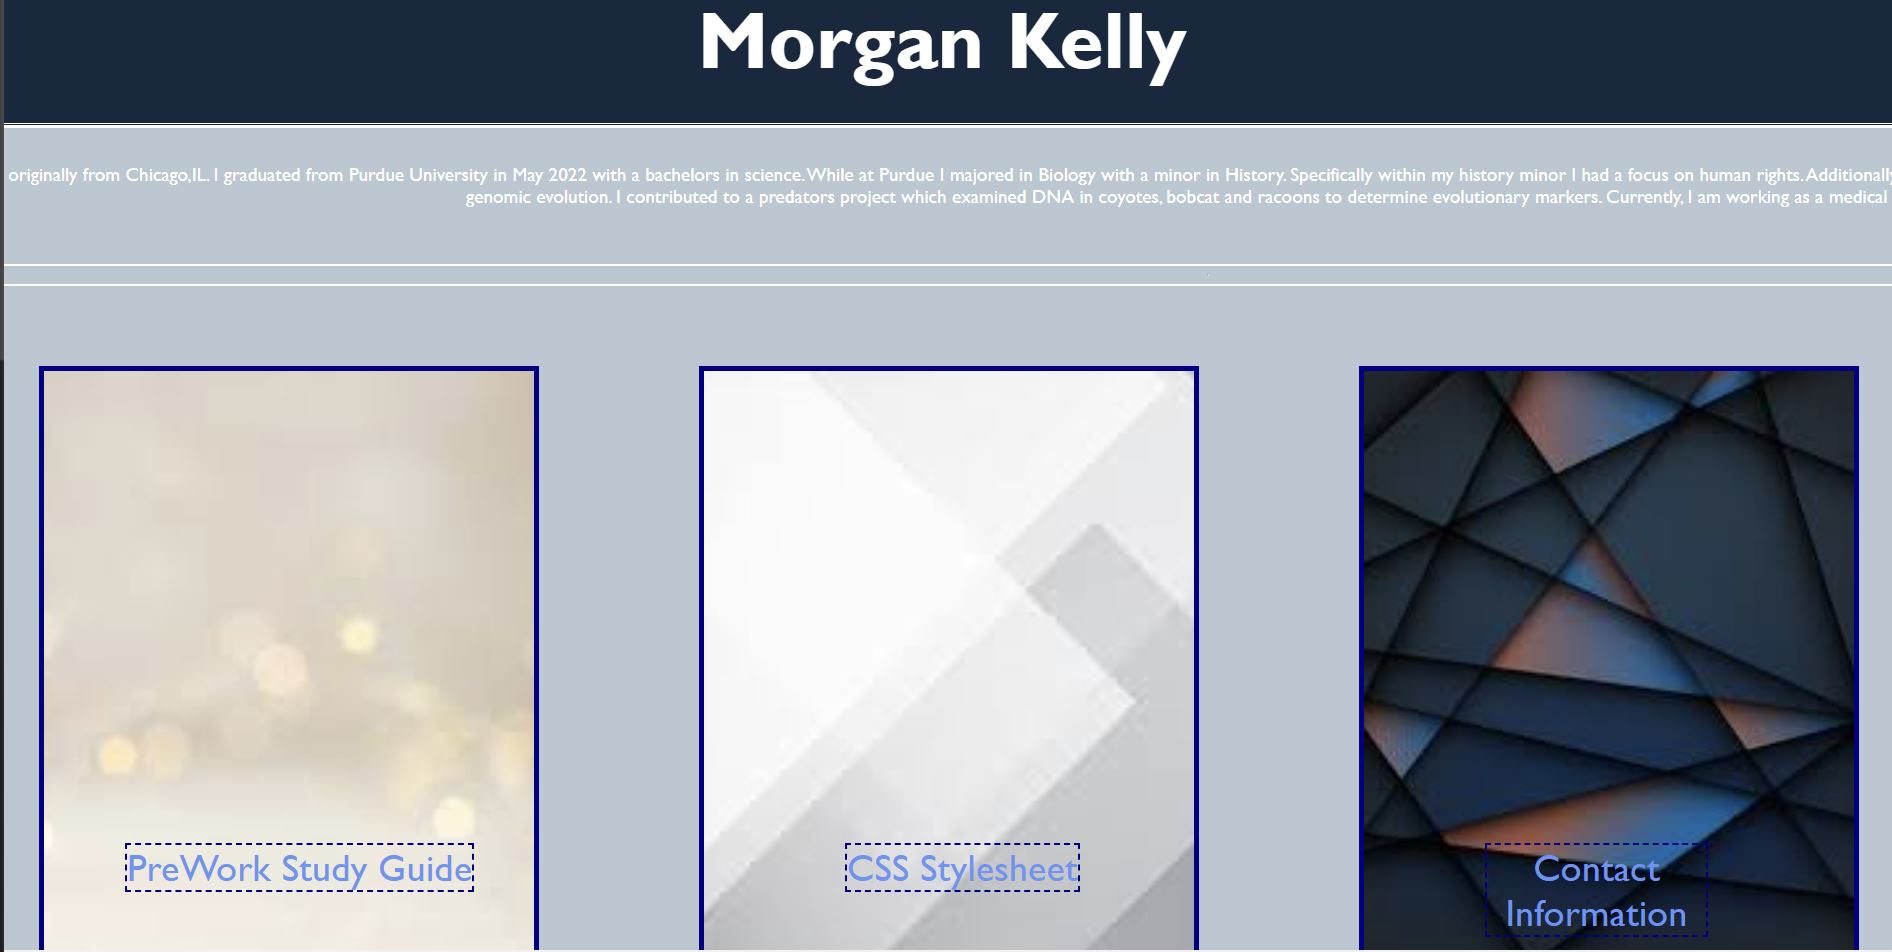 Morgan Kelly
originally from Chicago,IL. I graduated from Purdue University in May 2022 with a bachelors in science. While at Purdue I majored in Biology with a minor in History. Specifically within my history minor I had a focus on human rights. Additionally
genomic evolution. I contributed to a predators project which examined DNA in coyotes, bobcat and racoons to determine evolutionary markers. Currently, I am working as a medical
PreWork Study Guide
CSS Stylesheet
Contact
Information